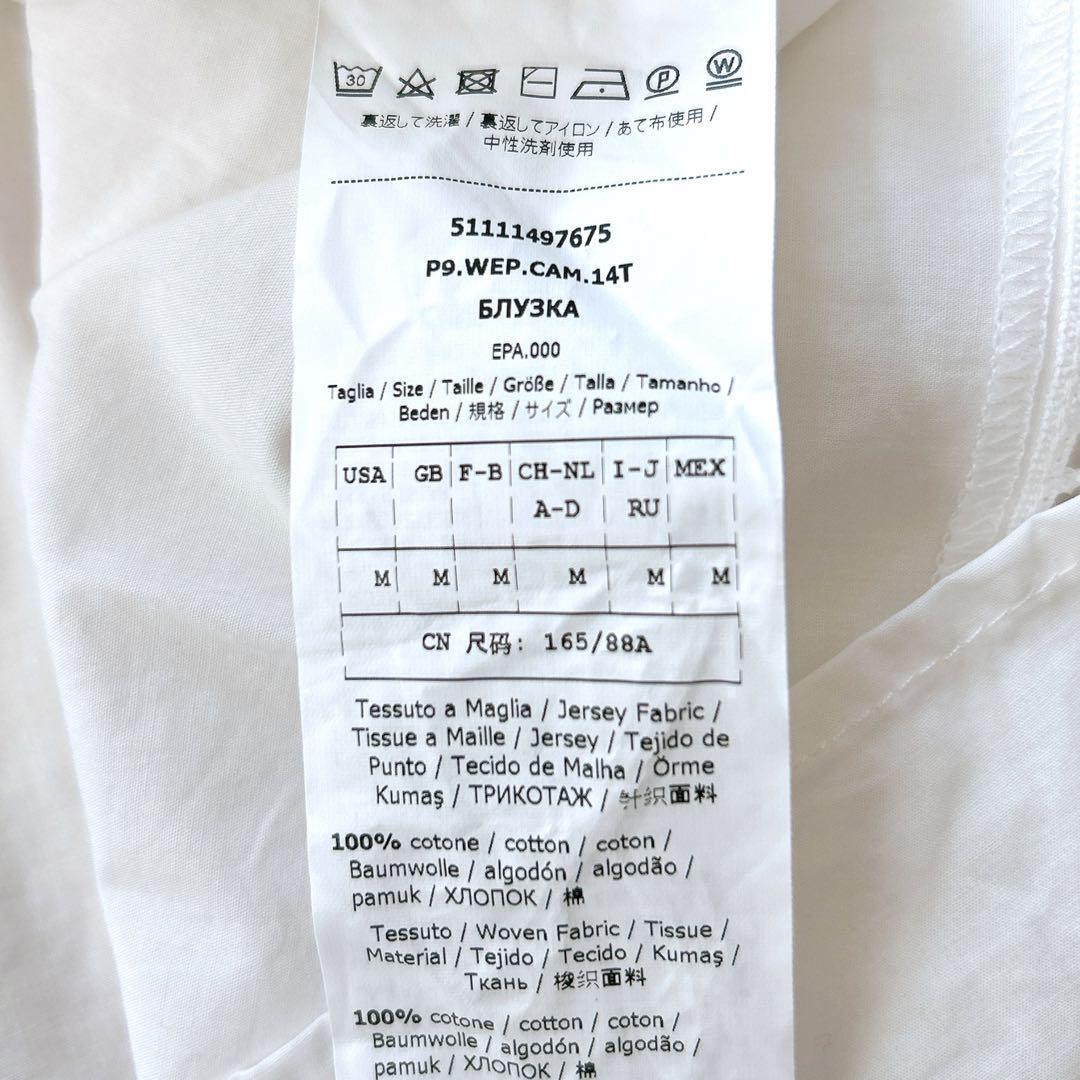 30 P W
裏返して洗濯 / 裏返してアイロン / あて布使用 /
中性洗剤使用
51111497675
P9.WEP.CAM.14T
БЛУЗКА
EPA.000
Taglia / Size / Taille / Größe / Talla / Tamanho /
Beden / 規格 / サイズ / Размер
USA GB F-B CH-NL I-J MEX
A-D RU
M M M M M M
CN 尺码: 165/88A
Tessuto a Maglia / Jersey Fabric /
Tissue a Maille / Jersey / Tejido de
Punto / Tecido de Malha / Örme
Kumaş / ТРИКОТАЖ / 针织面料
100% cotone / cotton / coton /
Baumwolle / algodón / algodão /
pamuk / ХЛОПОК / 棉
Tessuto / Woven Fabric / Tissue /
Material / Tejido / Tecido / Kumaş /
Ткань / 梭织面料
100% cotone / cotton / coton /
Baumwolle / algodón / algodão /
pamuk / ХЛОПОК / 棉